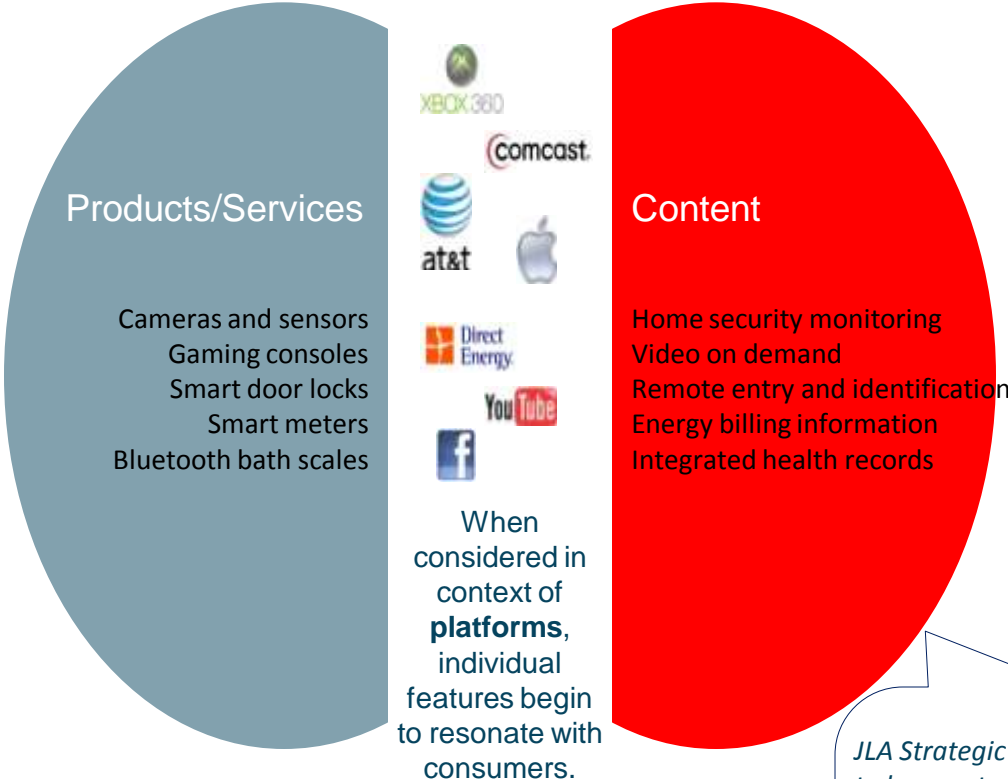 Products/Services
Cameras and sensors
Gaming consoles
Smart door locks
Smart meters
Bluetooth bath scales
XBOX 360
comcast.
at&t
Direct
Energy.
YouTube
f
When
considered in
context of
platforms,
individual
features begin
to resonate with
consumers.
Content
Home security monitoring
Video on demand
Remote entry and identification
Energy billing information
Integrated health records
JLA Strategic